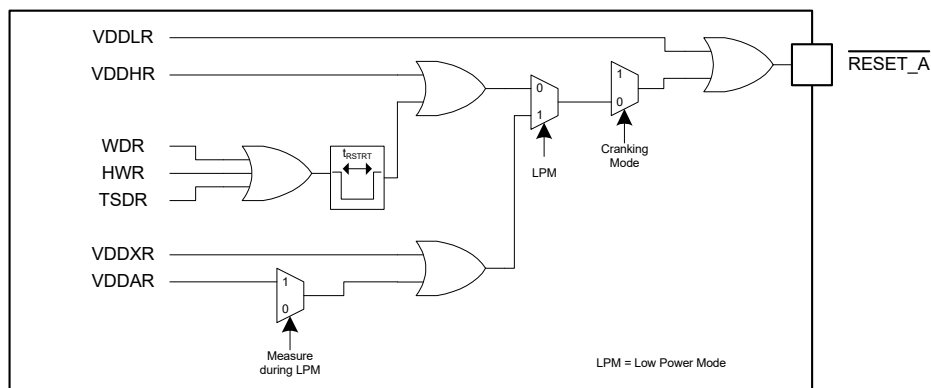 VDDLR
VDDHR
RESET_A
WDR
HWR
TSDR
tRSTRT
0
1
LPM
1
0
Cranking
Mode
VDDXR
VDDAR
1
0
Measure
during LPM
LPM = Low Power Mode